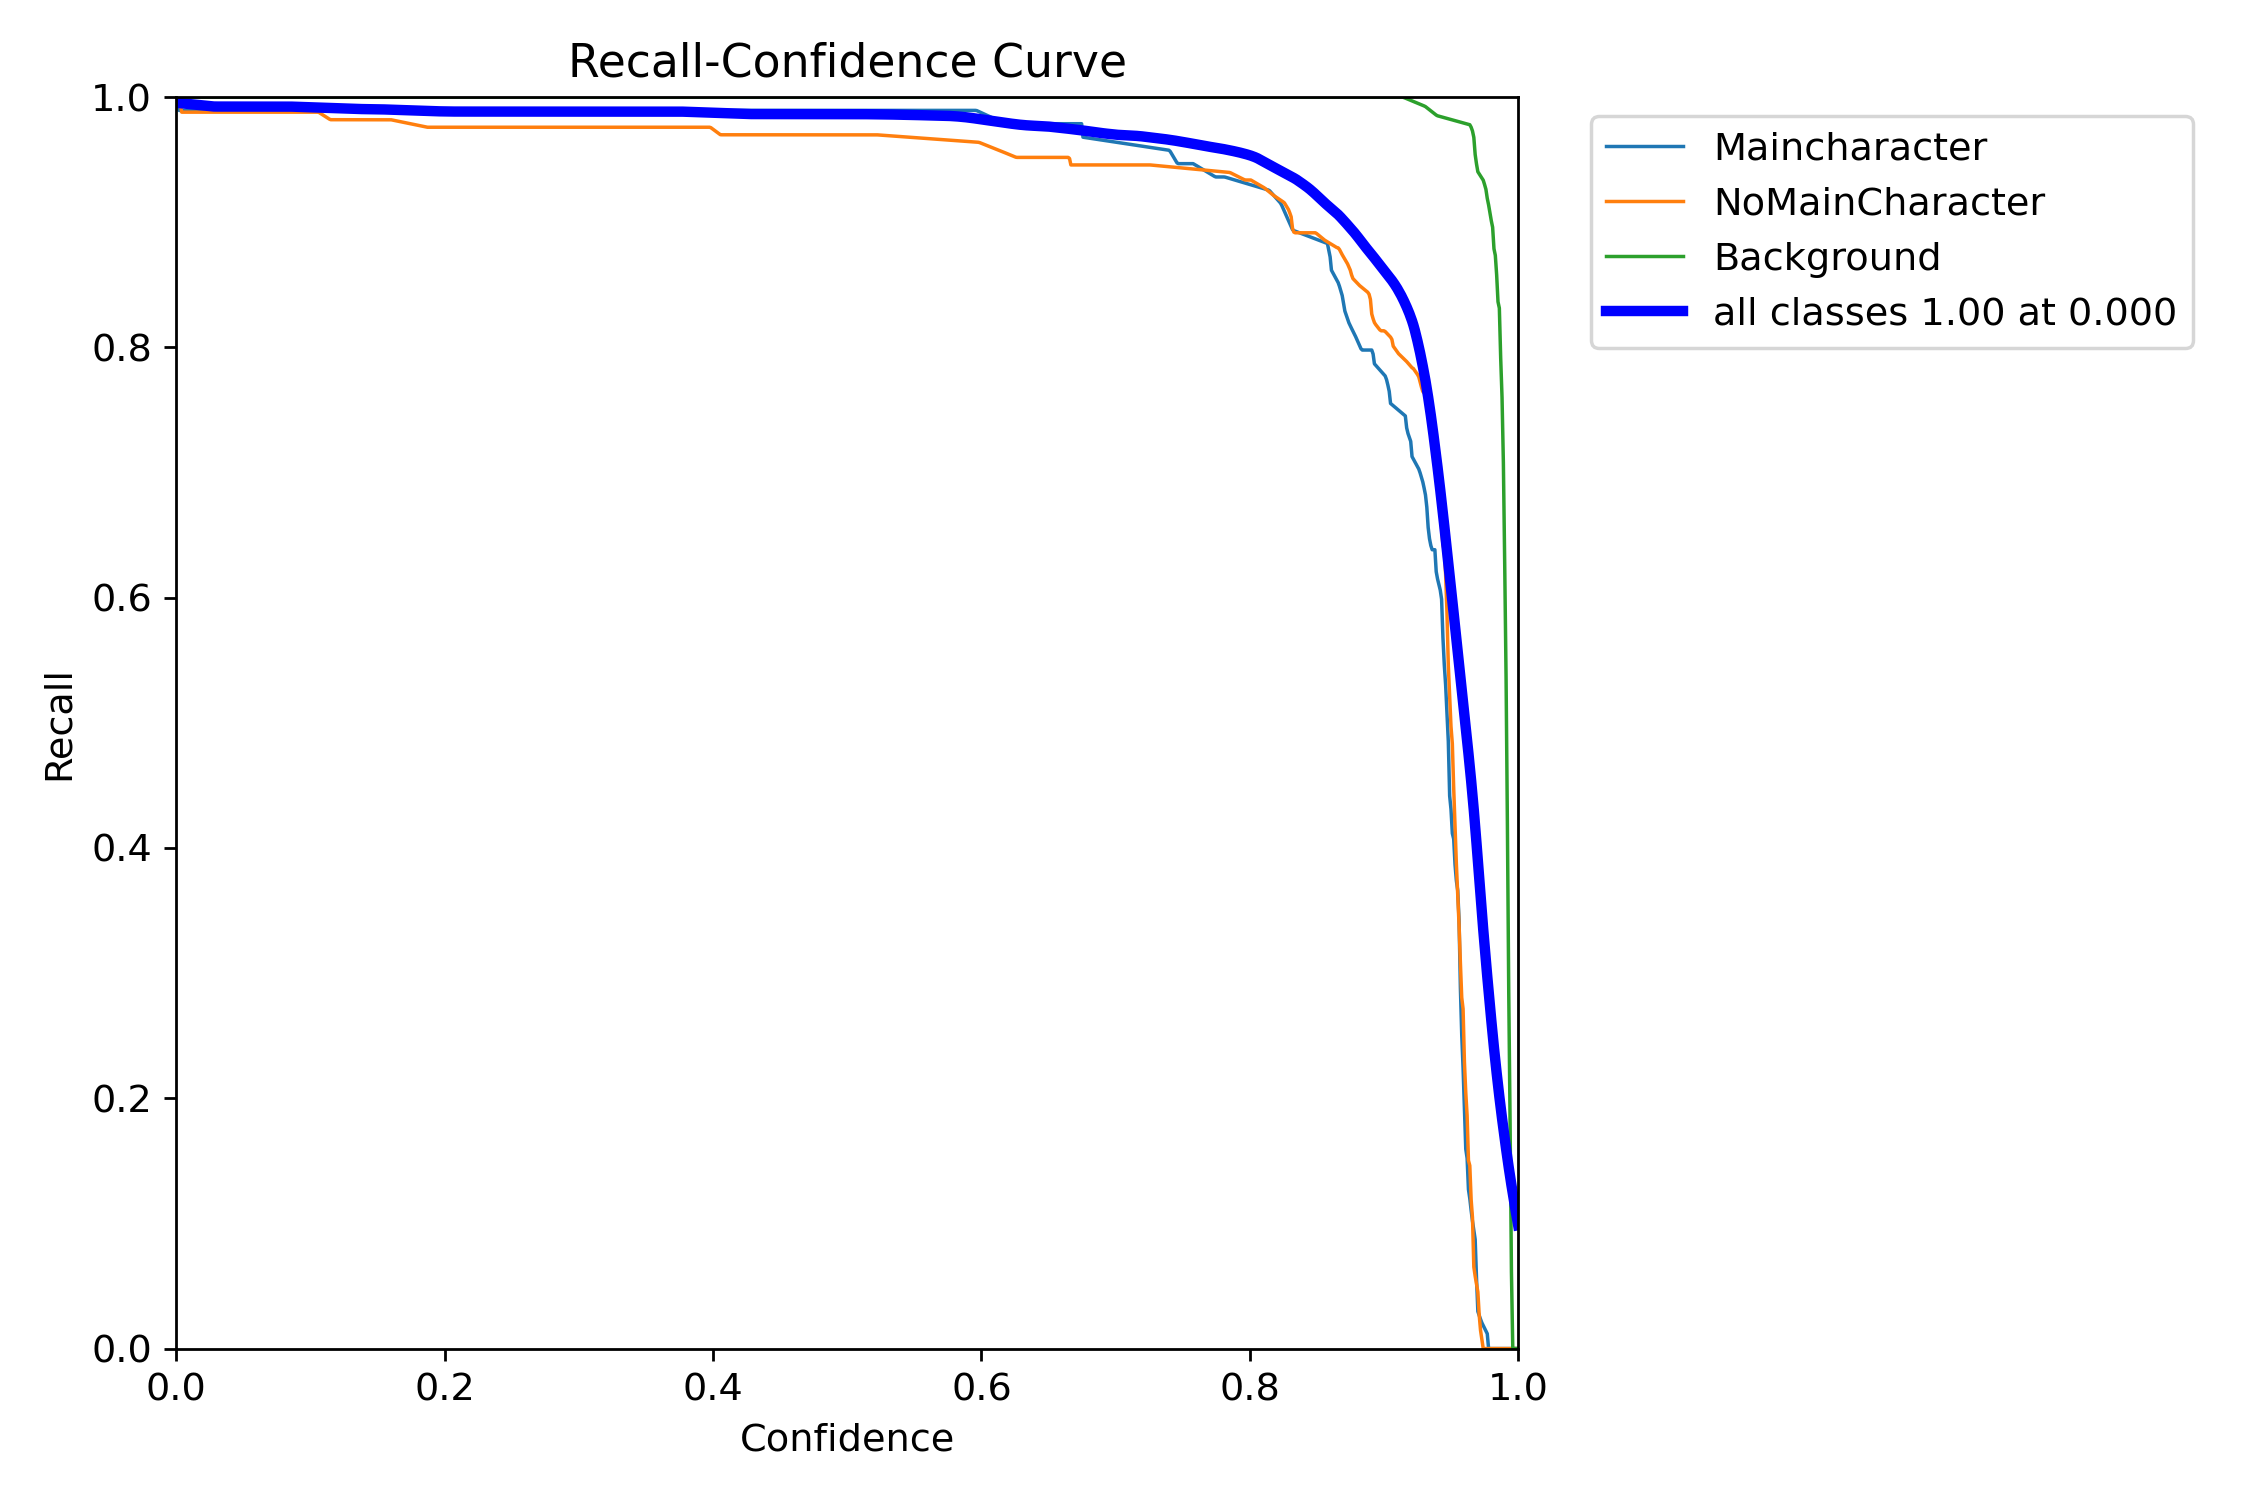 Recall-Confidence Curve
1.0
0.8
0.6
0.4
0.2
0.0
Recall
0.0 0.2 0.4 0.6 0.8 1.0
Confidence
Maincharacter
NoMainCharacter
Background
all classes 1.00 at 0.000